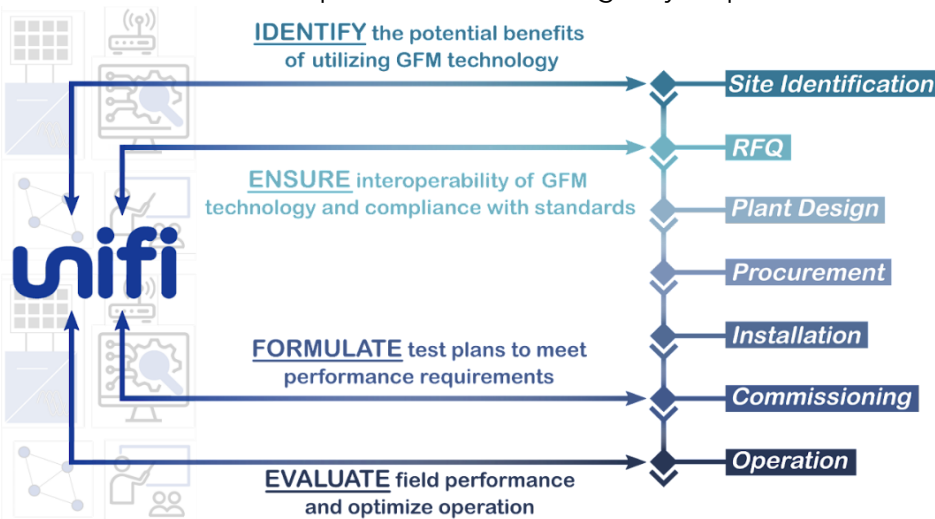 IDENTIFY the potential benefits
of utilizing GFM technology
Site Identification
RFQ
ENSURE interoperability of GFM
technology and compliance with standards
Plant Design
unifi
Procurement
Installation
FORMULATE test plans to meet
performance requirements
Commissioning
Operation
EVALUATE field performance
and optimize operation